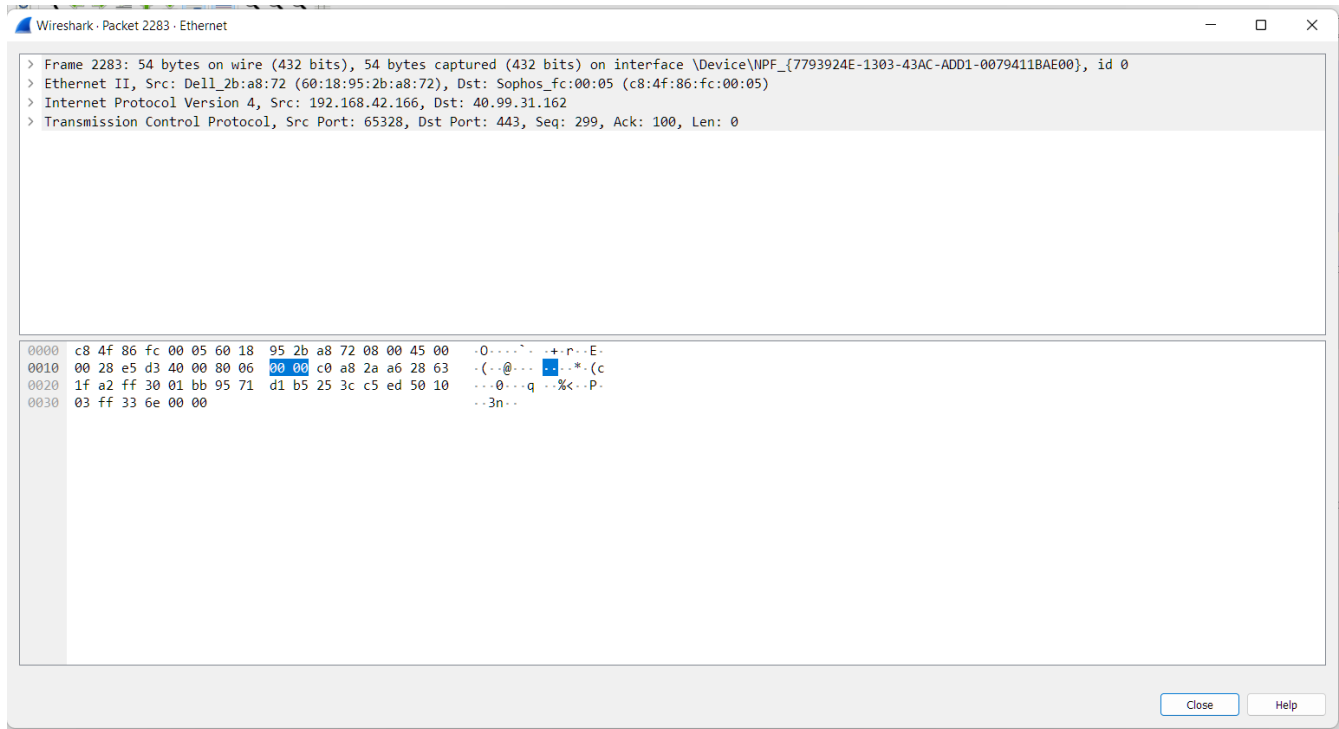 Wireshark · Packet 2283 · Ethernet
> Frame 2283: 54 bytes on wire (432 bits), 54 bytes captured (432 bits) on interface \Device\NPF_{7793924E-1303-43AC-ADD1-0079411BAE00}, id 0
> Ethernet II, Src: Dell_2b:a8:72 (60:18:95:2b:a8:72), Dst: Sophos_fc:00:05 (c8:4f:86:fc:00:05)
> Internet Protocol Version 4, Src: 192.168.42.166, Dst: 40.99.31.162
> Transmission Control Protocol, Src Port: 65328, Dst Port: 443, Seq: 299, Ack: 100, Len: 0
0000 c8 4f 86 fc 00 05 60 18 95 2b a8 72 08 00 45 00 ·O····`· ·+·r··E·
0010 00 28 e5 d3 40 00 80 06 00 00 c0 a8 2a a6 28 63 ·(··@··· ····*·(c
0020 1f a2 ff 30 01 bb 95 71 d1 b5 25 3c c5 ed 50 10 ···0···q ··%<··P·
0030 03 ff 33 6e 00 00 ··3n··
Close Help